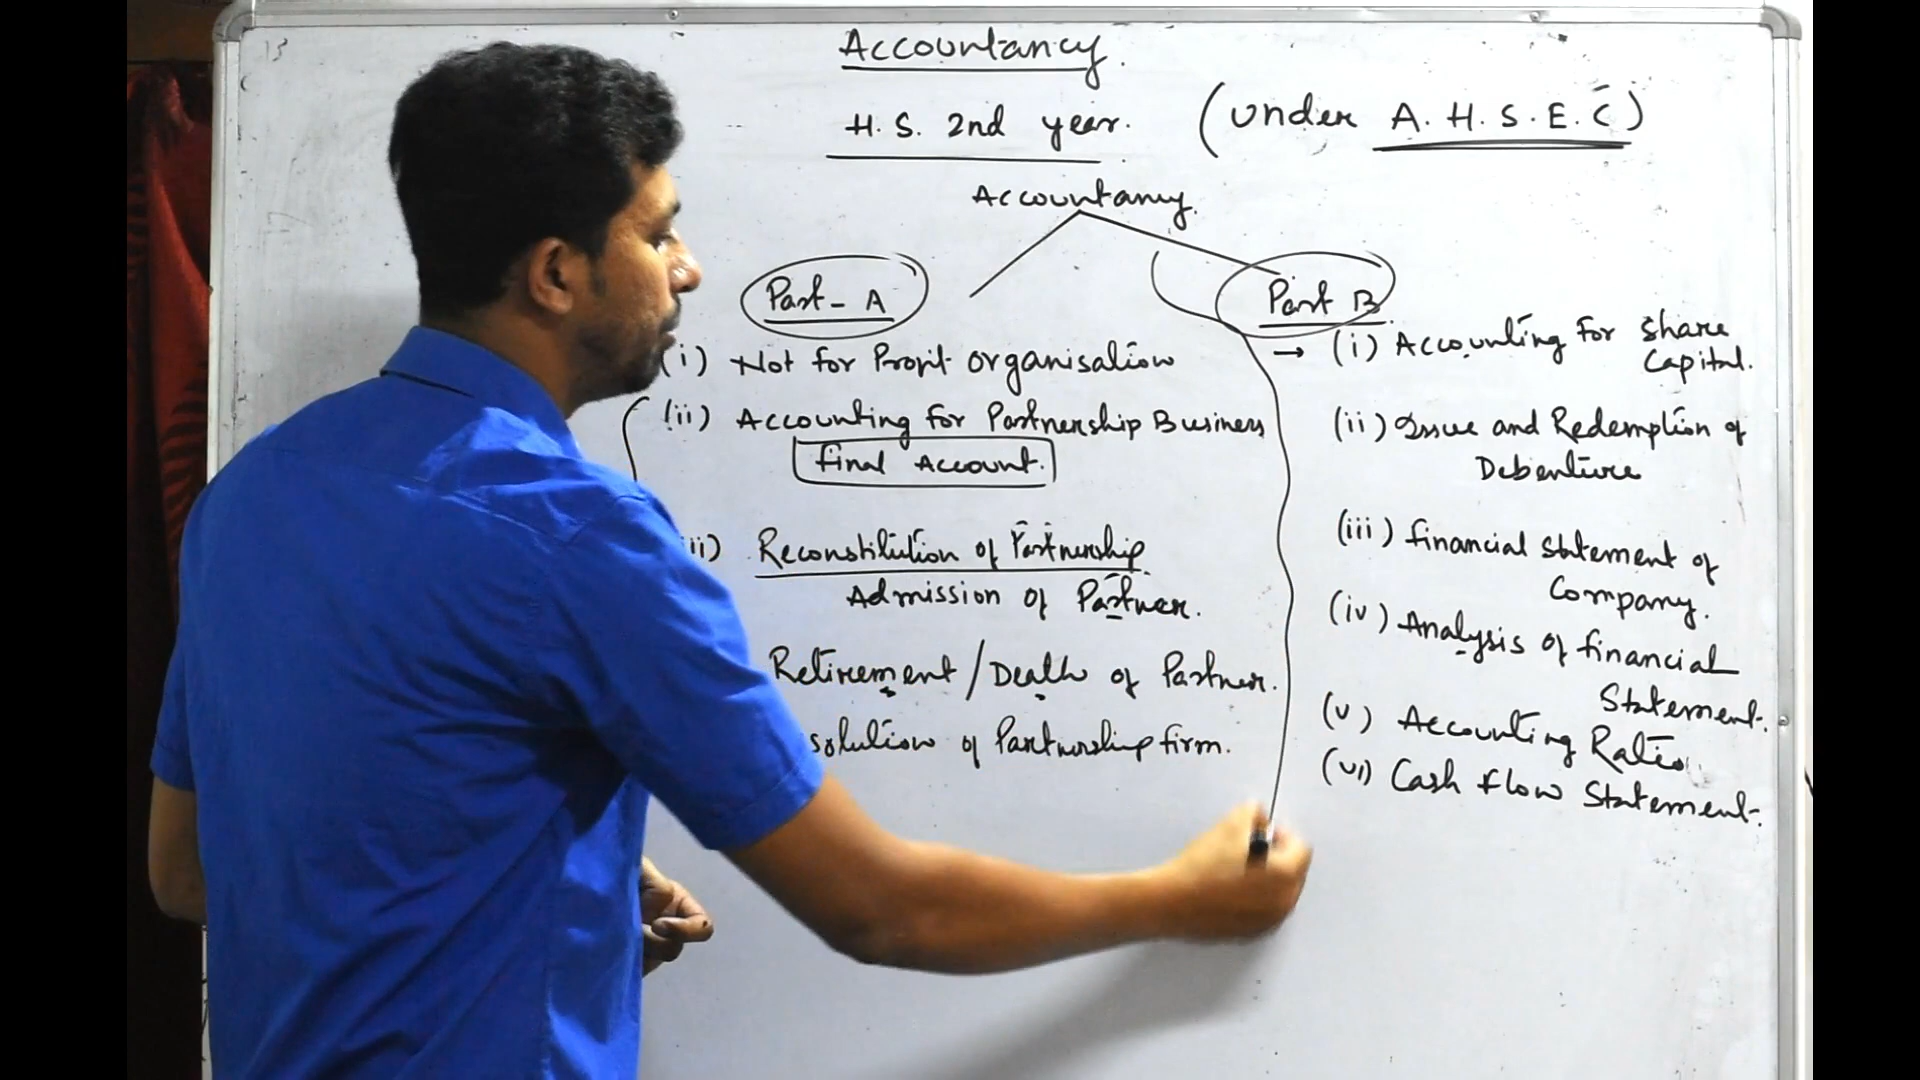 Accountancy.
H. S. 2nd year. (under A. H. S. E. C)
Accountancy.
Part - A
(i) Not for Profit organisation
(ii) Accounting for Partnership Business
final Account.
ii) Reconstitution of Partnership
Admission of Partner.
Retirement / Death of Partner.
solution of Partnership firm.
Part B.
→ (i) Accounting For share
Capital.
(ii) Issue and Redemption of
Debenture
(iii) financial statement of
Company.
(iv) Analysis of financial
Statement.
(v) Accounting Ratio
(vi) Cash flow Statement.